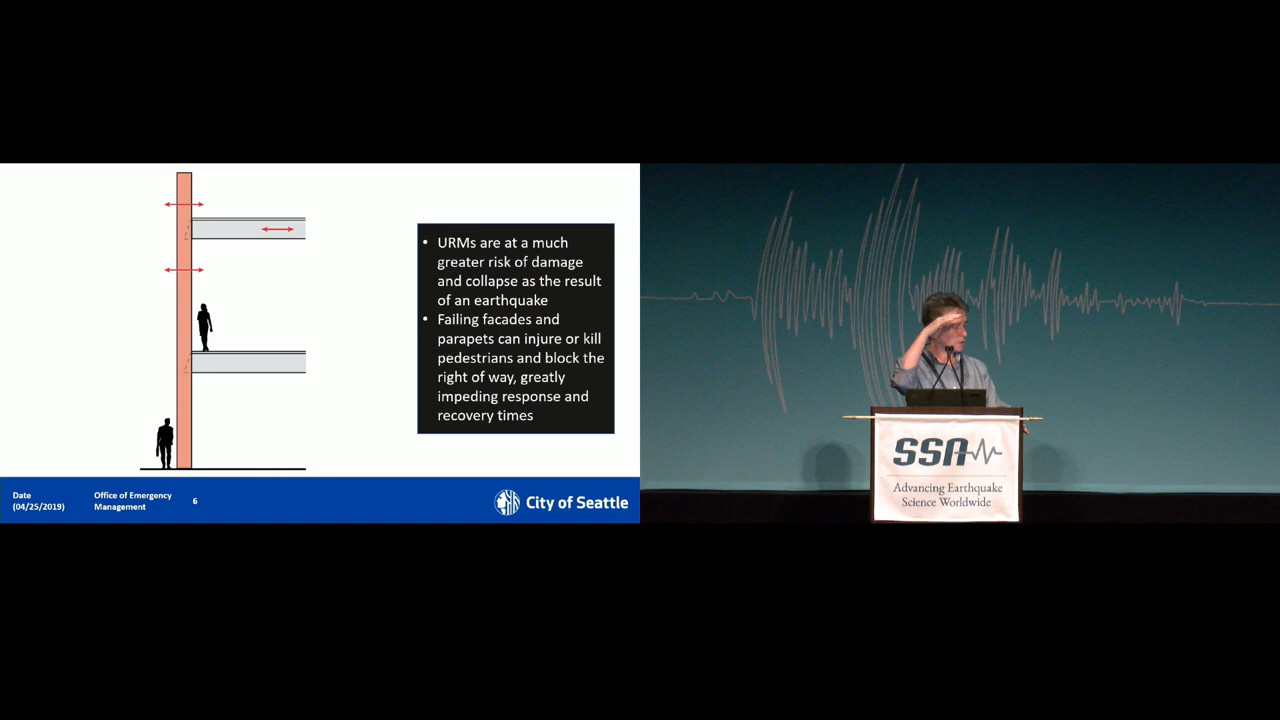 • URMs are at a much
greater risk of damage
and collapse as the result
of an earthquake
• Failing facades and
parapets can injure or kill
pedestrians and block the
right of way, greatly
impeding response and
recovery times
Date
(04/25/2019)
Office of Emergency
Management
6
City of Seattle
SSA
Advancing Earthquake
Science Worldwide